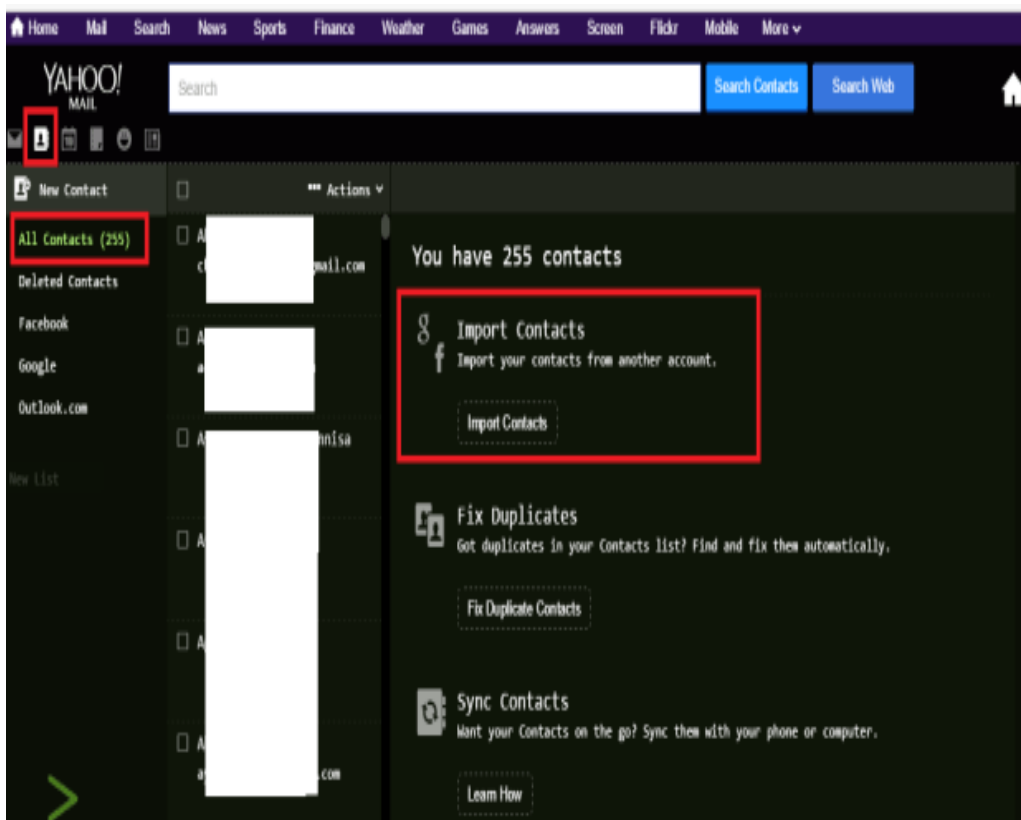 Home Mail Search News Sports Finance Weather Games Answers Screen Flickr Mobile More
YAHOO!
MAIL
Search
Search Contacts
Search Web
New Contact
Actions
All Contacts (255)
Deleted Contacts
Facebook
Google
Outlook.com
New List
A
c
mail.com
A
a
A
nnisa
A
A
A
a
.com
You have 255 contacts
Import Contacts
Import your contacts from another account.
Import Contacts
Fix Duplicates
Got duplicates in your Contacts list? Find and fix them automatically.
Fix Duplicate Contacts
Sync Contacts
Want your Contacts on the go? Sync them with your phone or computer.
Learn How